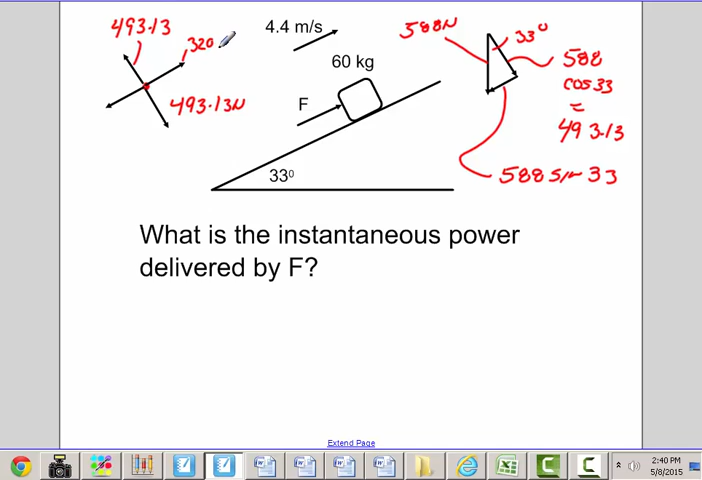 493.13
320
493.13N
4.4 m/s
60 kg
F
33⁰
588N
33⁰
588
cos 33
=
493.13
588 sin 33
What is the instantaneous power
delivered by F?
Extend Page
2:40 PM
5/8/2015